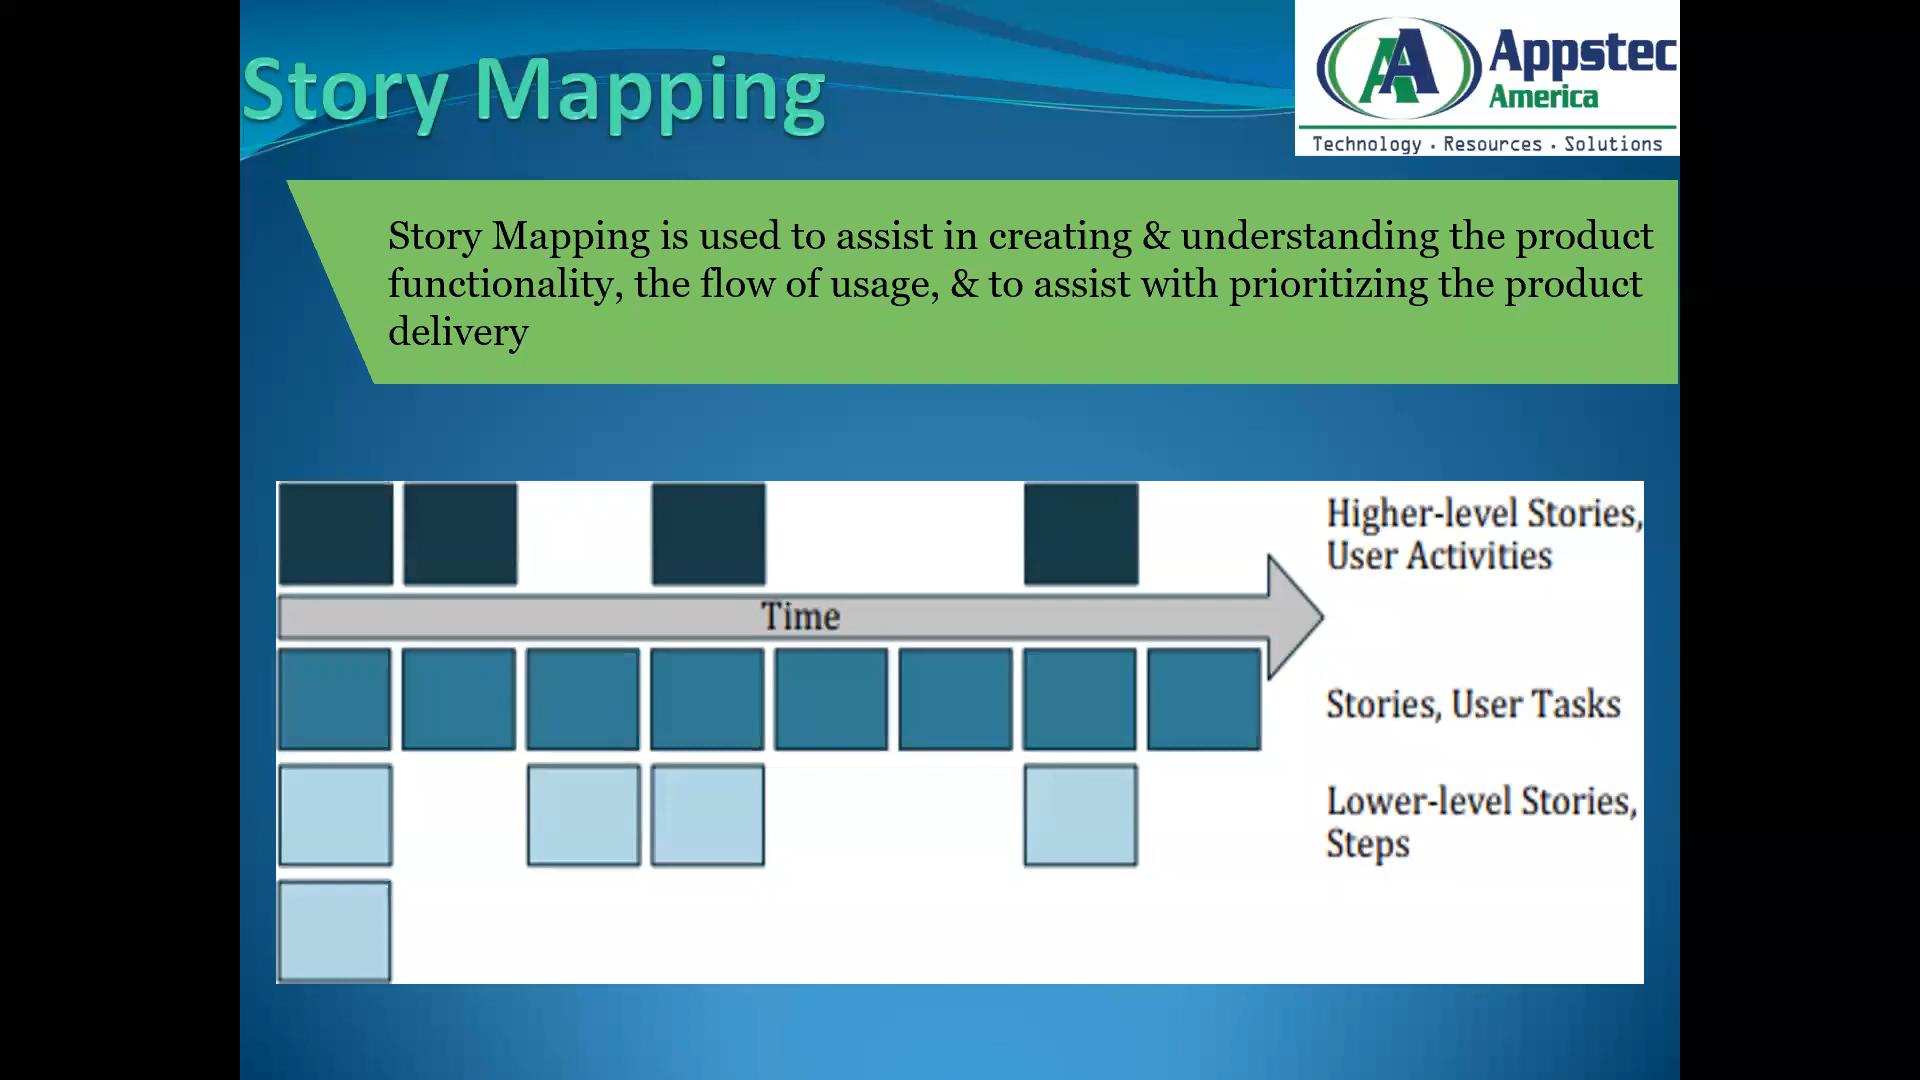 Story Mapping
Appstec
America
Technology . Resources . Solutions
Story Mapping is used to assist in creating & understanding the product
functionality, the flow of usage, & to assist with prioritizing the product
delivery
Higher-level Stories,
User Activities
Time
Stories, User Tasks
Lower-level Stories,
Steps